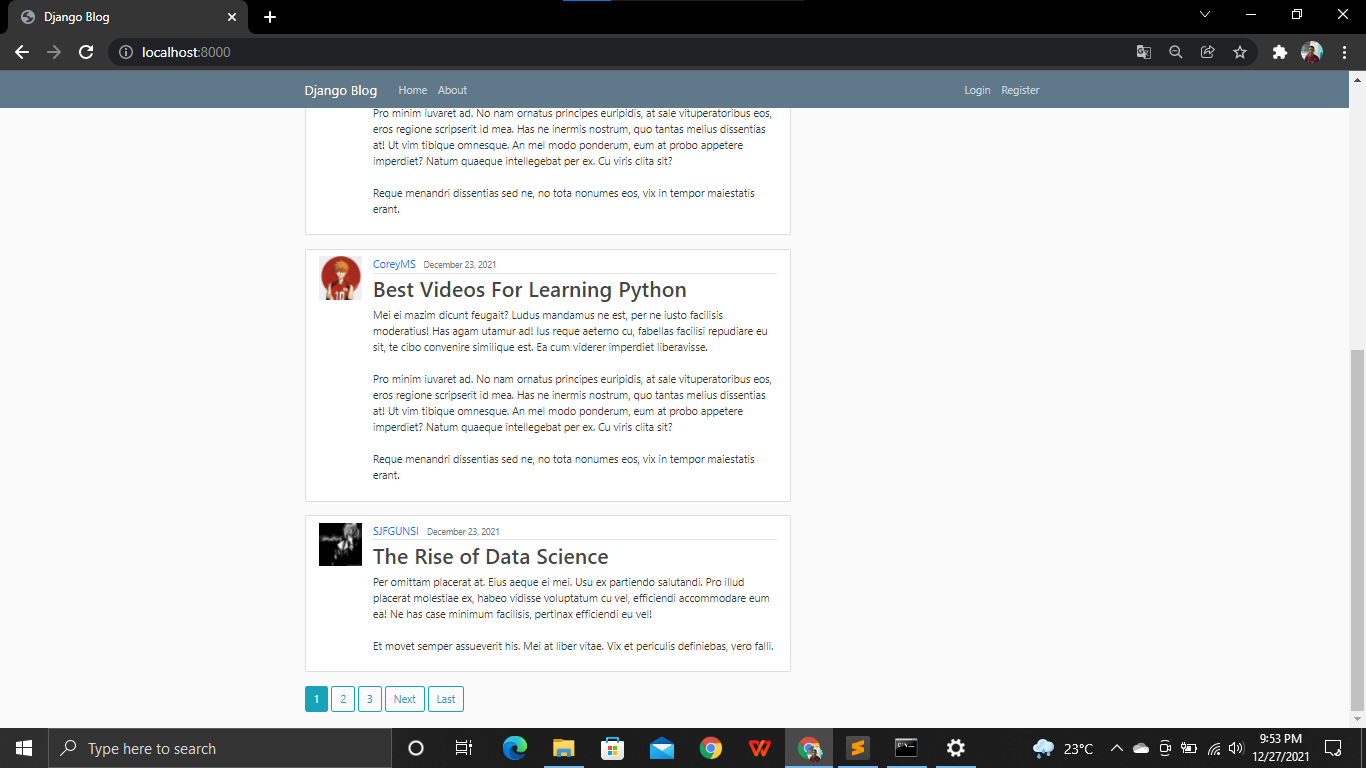 Django Blog
localhost:8000
Django Blog Home About Login Register
Pro minim iuvaret ad. No nam ornatus principes euripidis, at sale vituperatoribus eos,
eros regione scripserit id mea. Has ne inermis nostrum, quo tantas melius dissentias
at! Ut vim tibique omnesque. An mei modo ponderum, eum at probo appetere
imperdiet? Natum quaeque intellegebat per ex. Cu viris clita sit?
Reque menandri dissentias sed ne, no tota nonumes eos, vix in tempor maiestatis
erant.
CoreyMS December 23, 2021
Best Videos For Learning Python
Mei ei mazim dicunt feugait? Ludus mandamus ne est, per ne iusto facilisis
moderatius! Has agam utamur ad! Ius reque aeterno cu, fabellas facilisi repudiare eu
sit, te cibo convenire similique est. Ea cum viderer imperdiet liberavisse.
Pro minim iuvaret ad. No nam ornatus principes euripidis, at sale vituperatoribus eos,
eros regione scripserit id mea. Has ne inermis nostrum, quo tantas melius dissentias
at! Ut vim tibique omnesque. An mei modo ponderum, eum at probo appetere
imperdiet? Natum quaeque intellegebat per ex. Cu viris clita sit?
Reque menandri dissentias sed ne, no tota nonumes eos, vix in tempor maiestatis
erant.
SJFGUNSI December 23, 2021
The Rise of Data Science
Per omittam placerat at. Eius aeque ei mei. Usu ex partiendo salutandi. Pro illud
placerat molestiae ex, habeo vidisse voluptatum cu vel, efficiendi accommodare eum
ea! Ne has case minimum facilisis, pertinax efficiendi eu vel!
Et movet semper assueverit his. Mei at liber vitae. Vix et periculis definiebas, vero falli.
1 2 3 Next Last
Type here to search
23°C
9:53 PM
12/27/2021